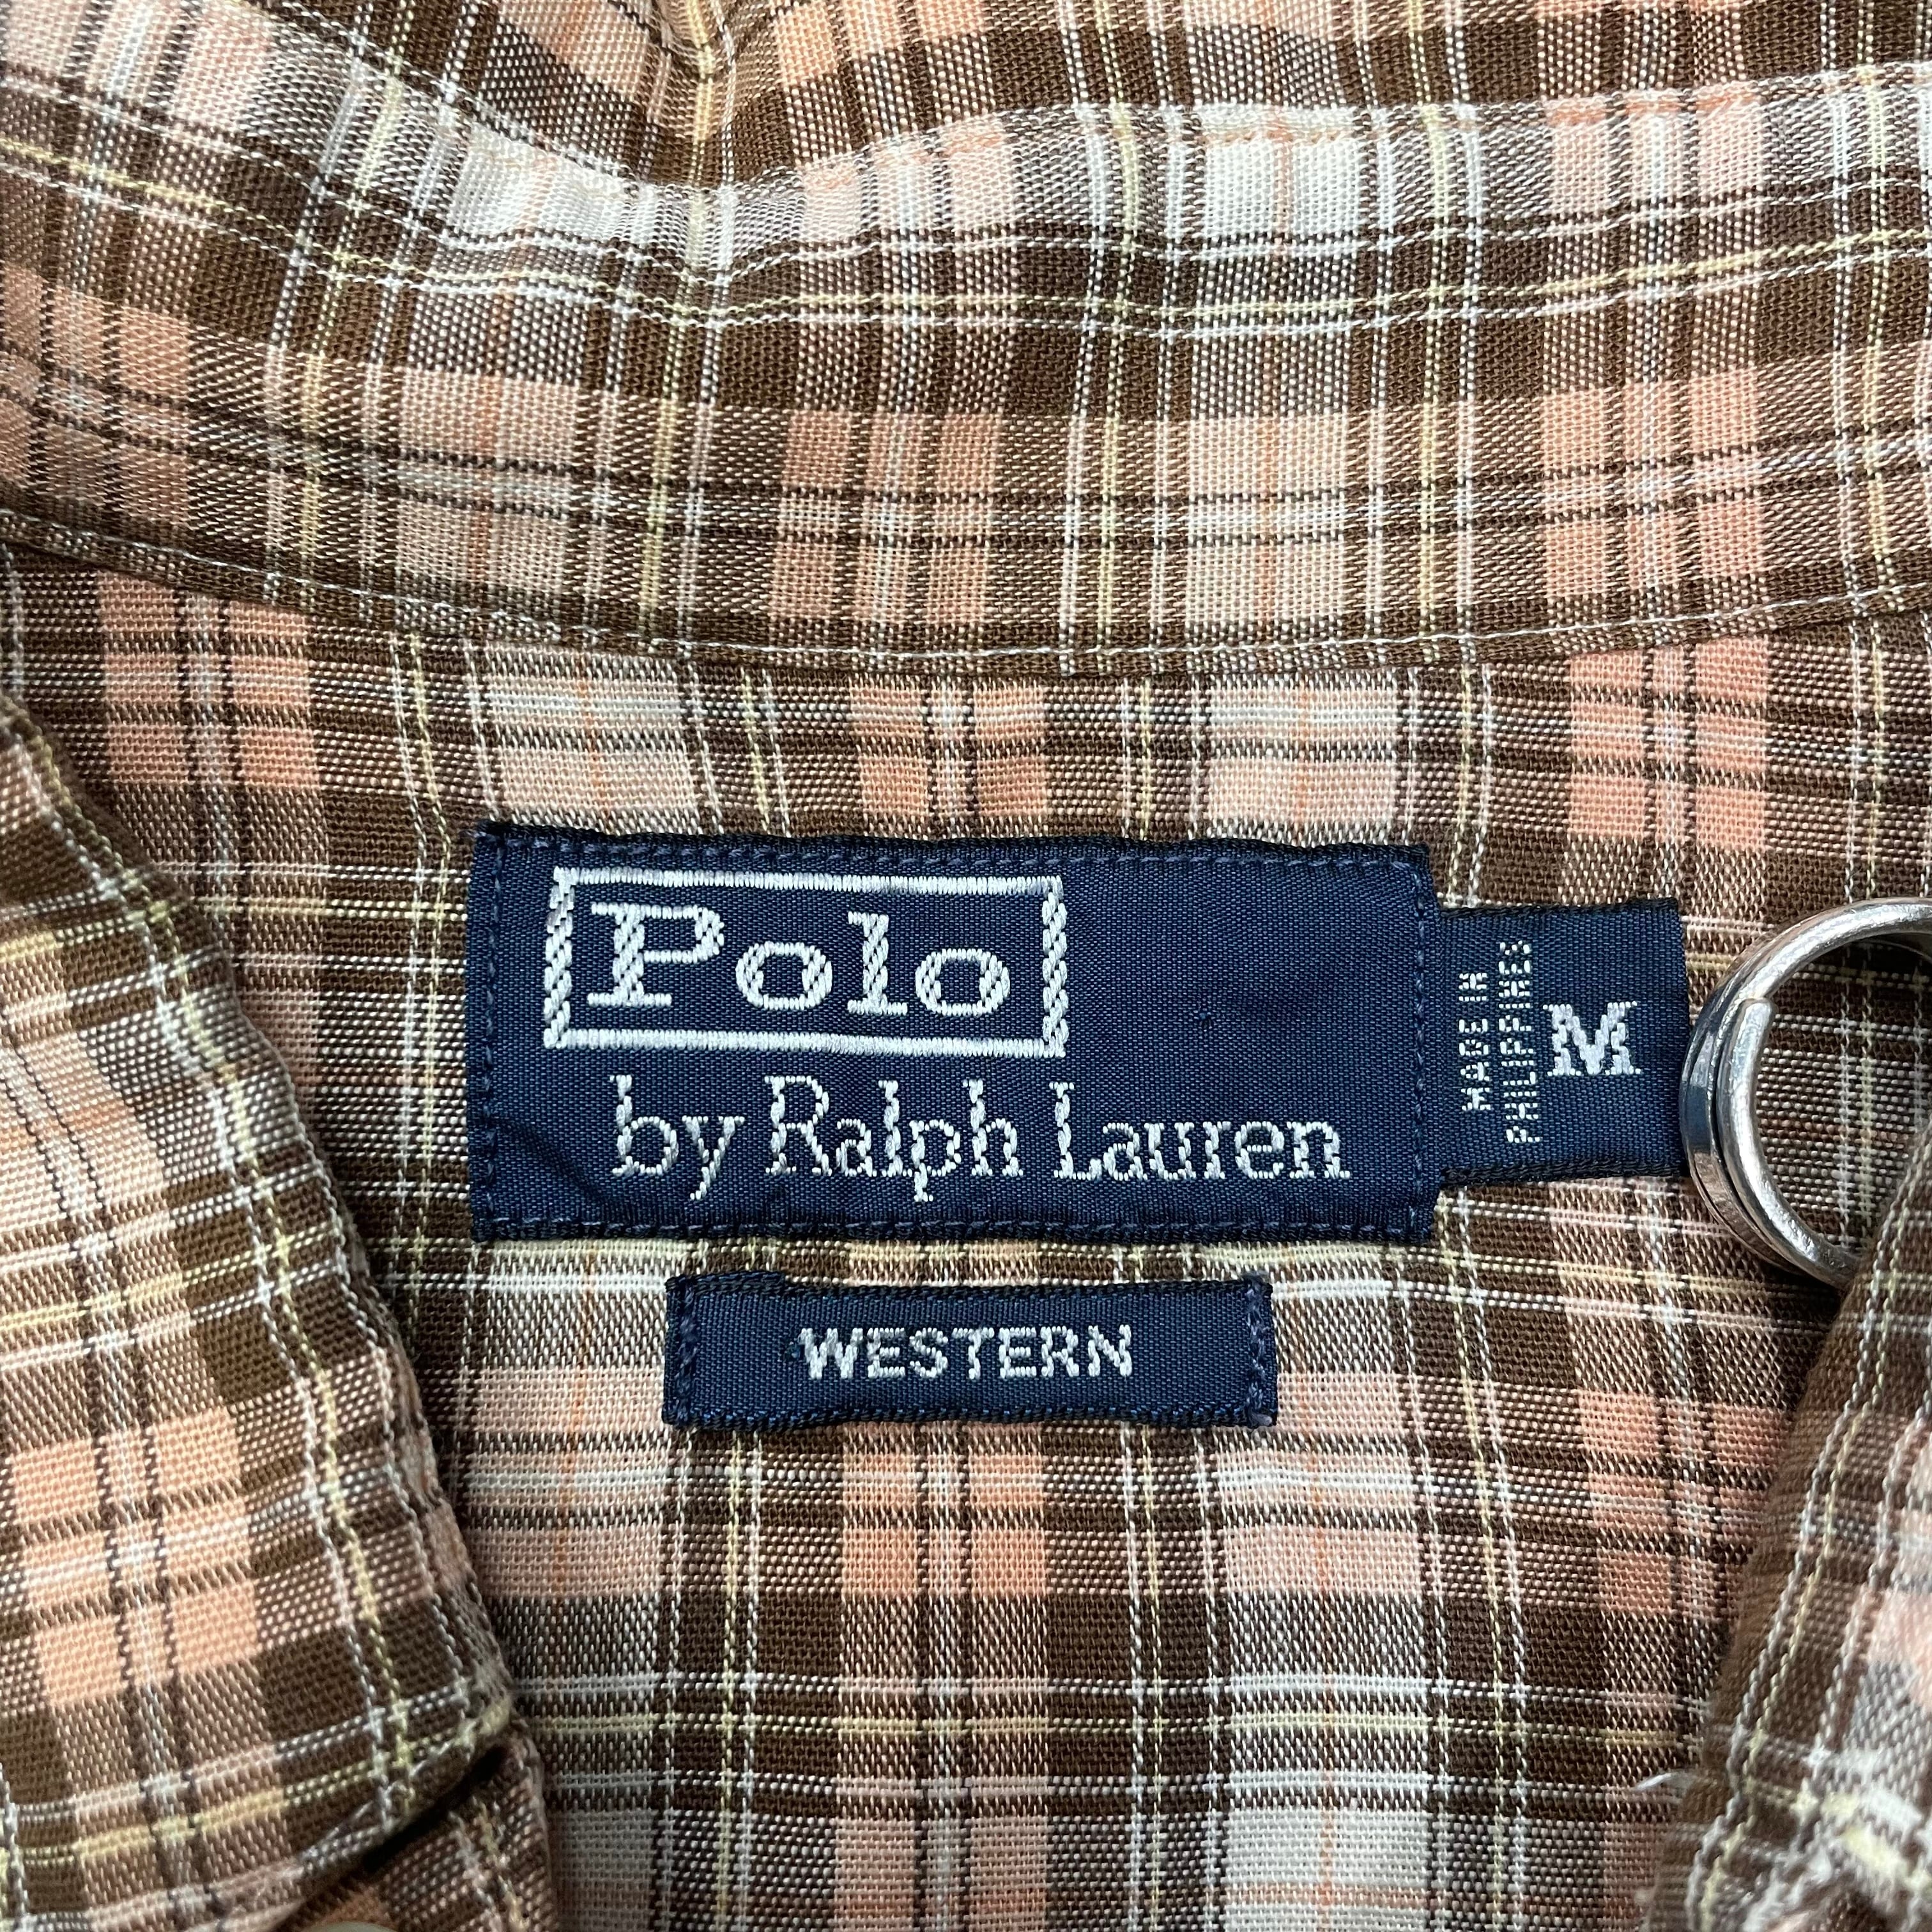 Polo
by Ralph Lauren
MADE IN
PHILIPPINES
M
WESTERN